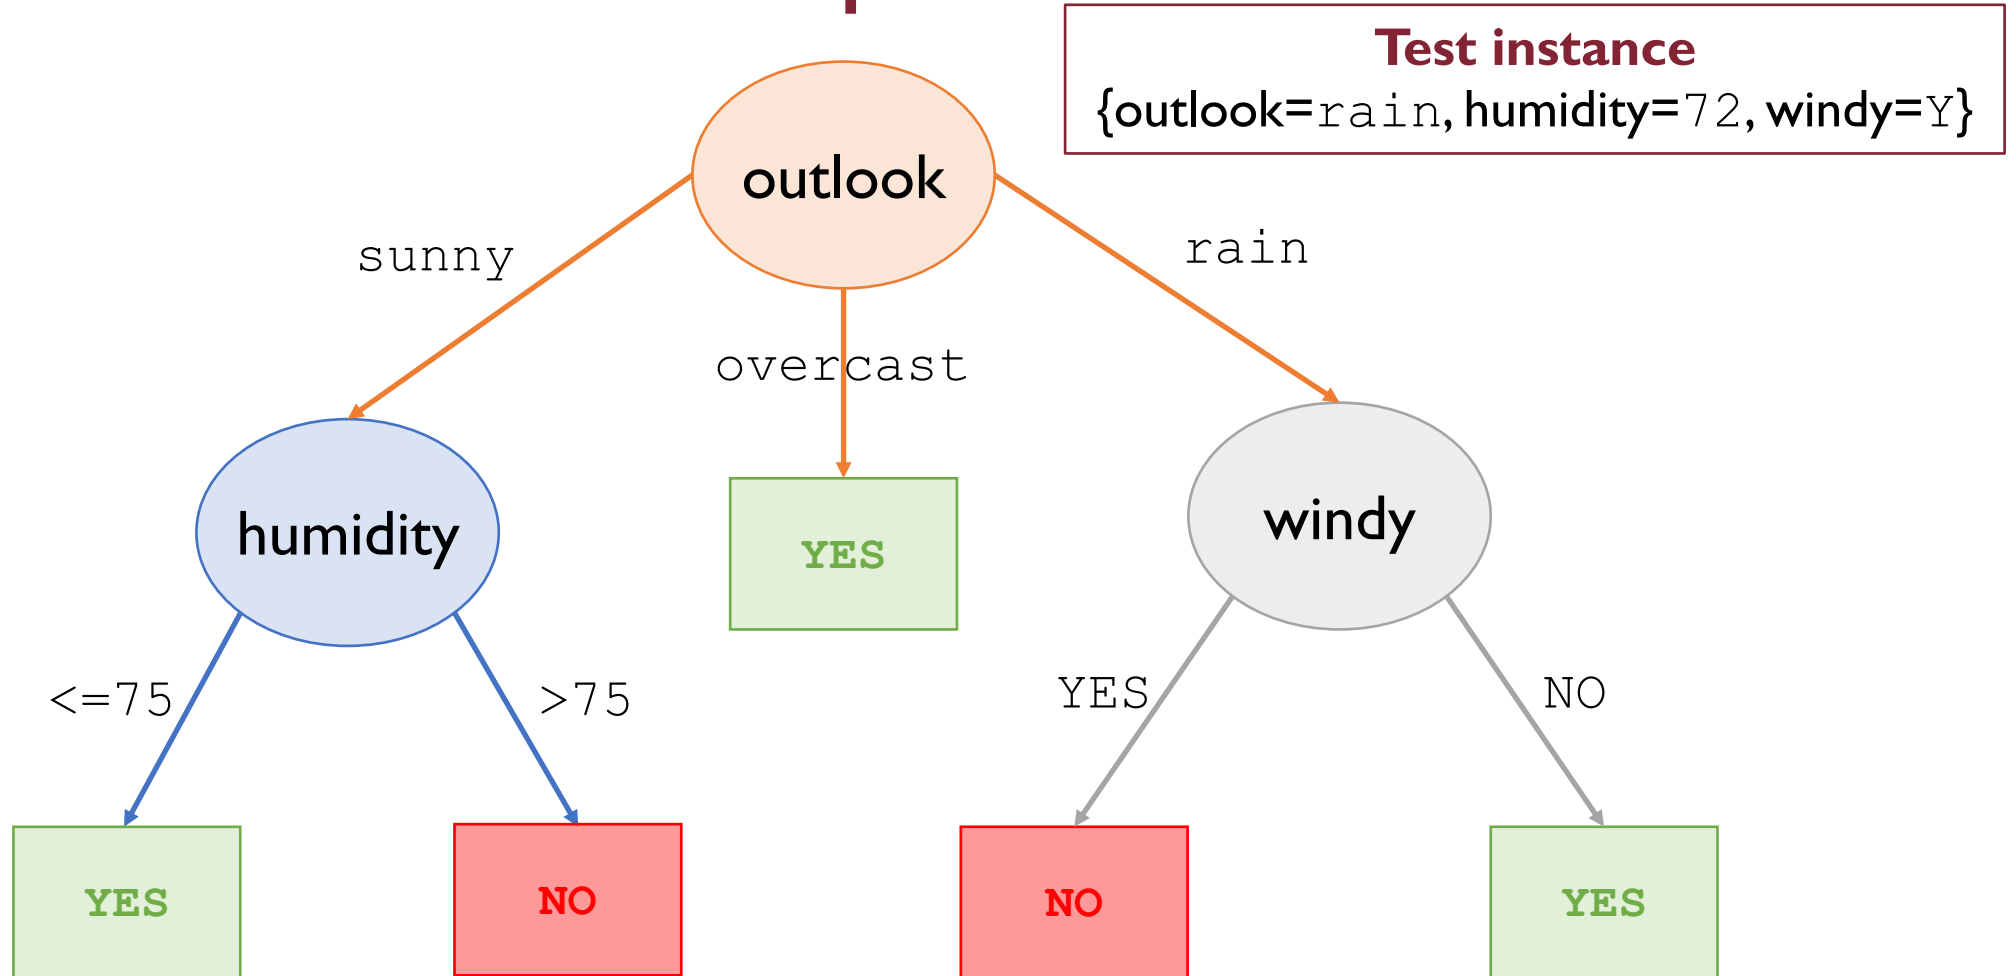 Test instance
{outlook=rain, humidity=72, windy=Y}
outlook
sunny
rain
overcast
humidity
YES
windy
<=75
>75
YES
NO
YES
NO
NO
YES